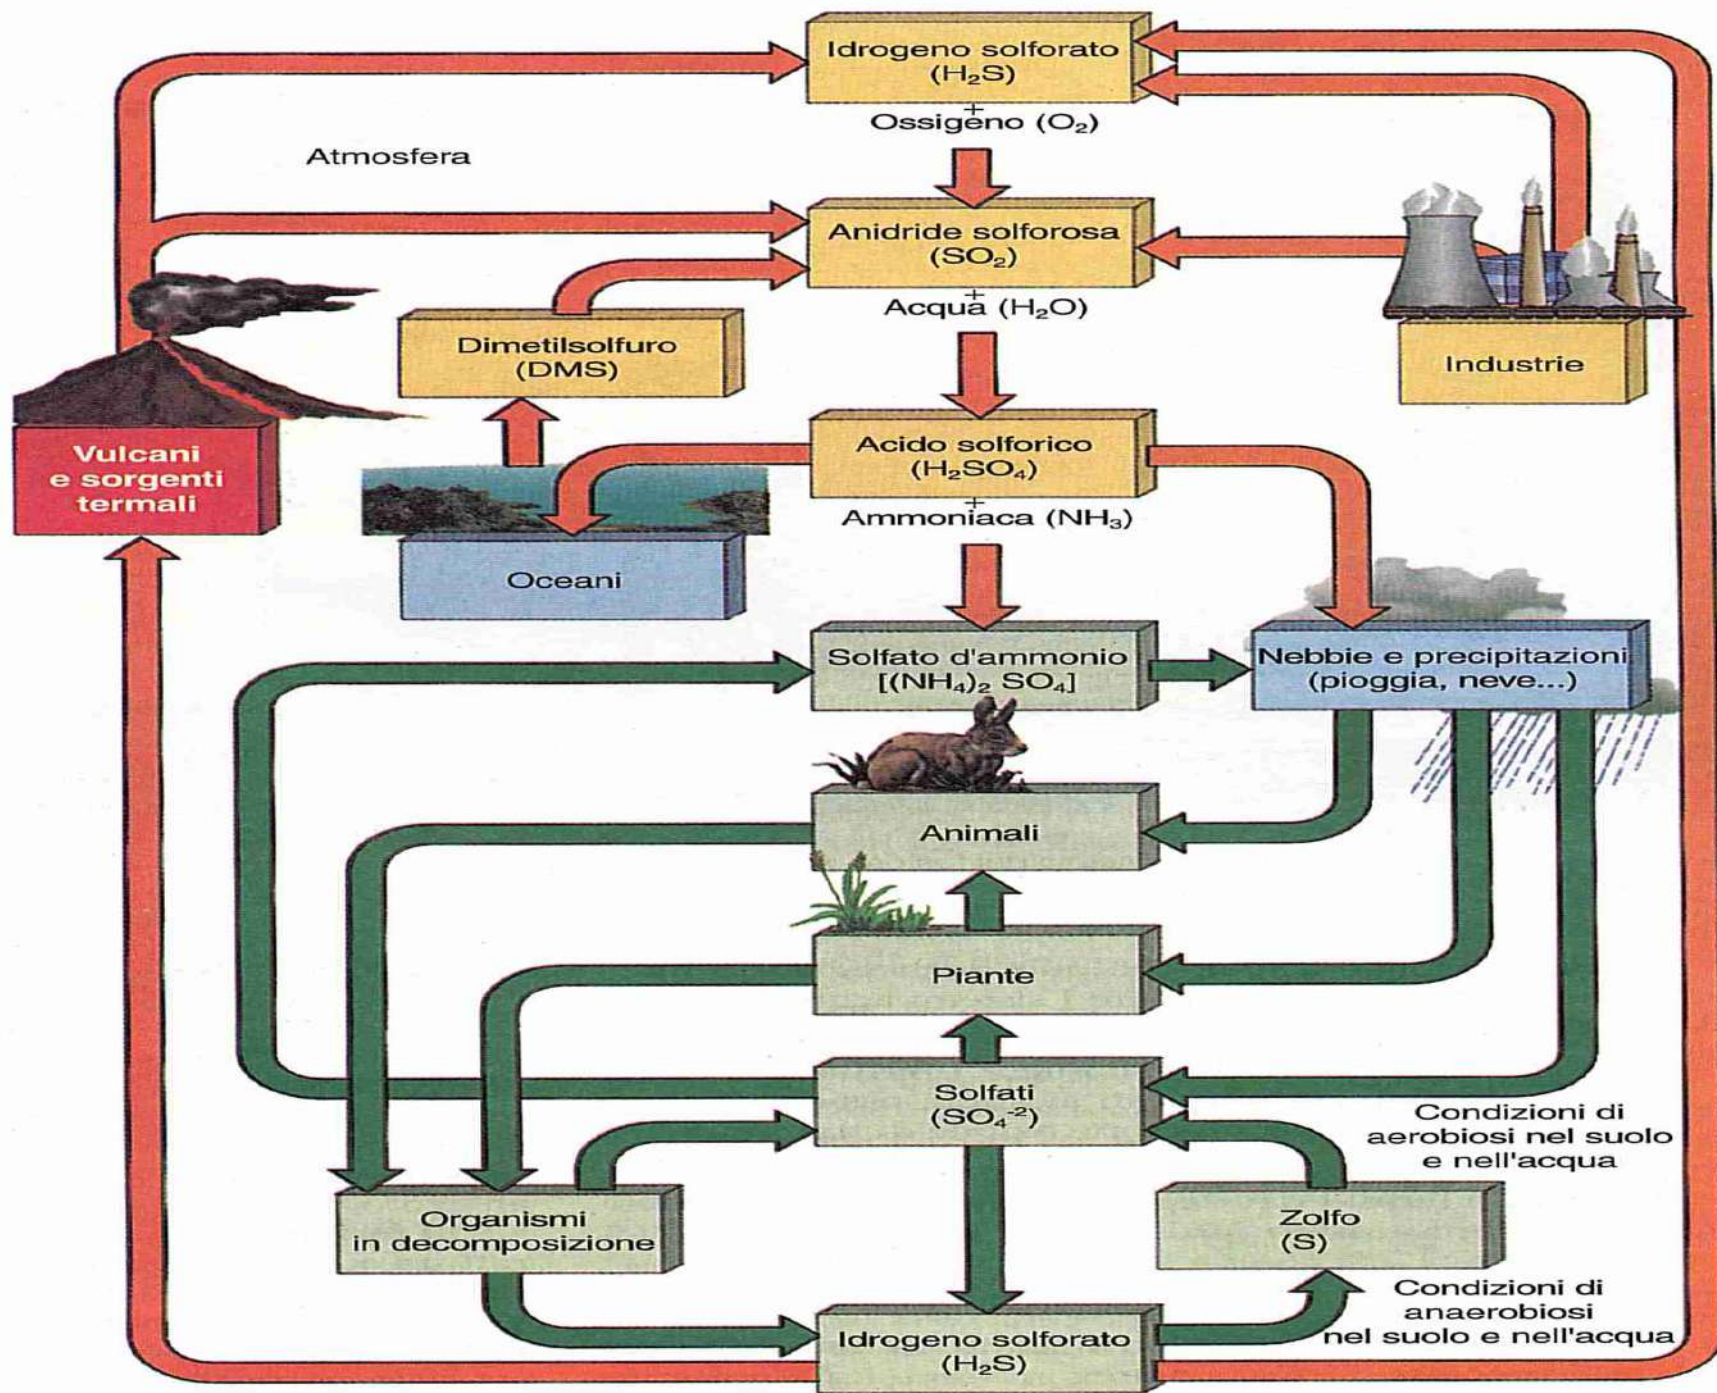 Idrogeno solforato
(H₂S)
+
Ossigeno (O₂)
Atmosfera
Anidride solforosa
(SO₂)
+
Acqua (H₂O)
Dimetilsolfuro
(DMS)
Industrie
Vulcani
e sorgenti
termali
Acido solforico
(H₂SO₄)
+
Ammoniaca (NH₃)
Oceani
Solfato d'ammonio
[(NH₄)₂ SO₄]
Nebbie e precipitazioni
(pioggia, neve...)
Animali
Piante
Solfati
(SO₄⁻²)
Condizioni di
aerobiosi nel suolo
e nell'acqua
Organismi
in decomposizione
Zolfo
(S)
Condizioni di
anaerobiosi
nel suolo e nell'acqua
Idrogeno solforato
(H₂S)